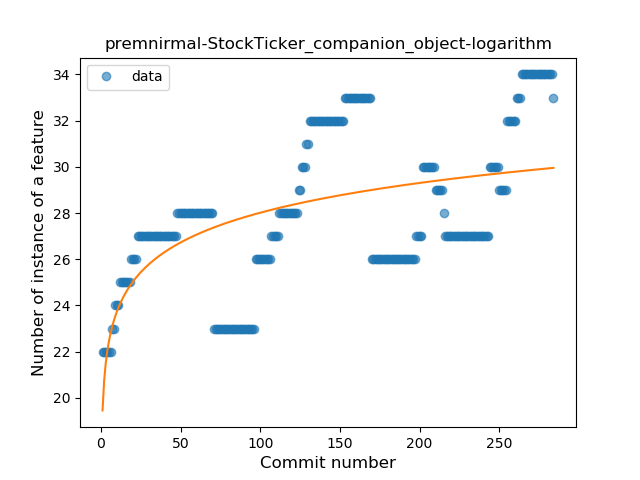 premnirmal-StockTicker_companion_object-logarithm
data
Number of instance of a feature
34
32
30
28
26
24
22
20
0 50 100 150 200 250
Commit number